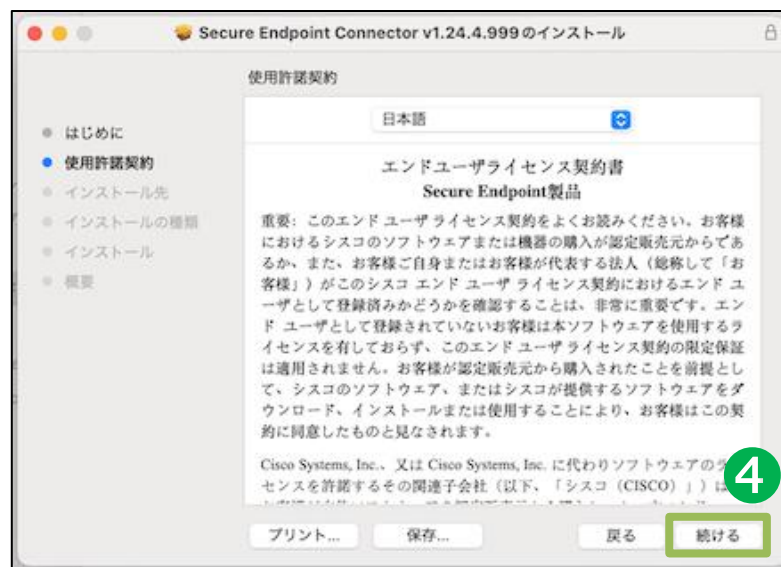 Secure Endpoint Connector v1.24.4.999のインストール
使用許諾契約
はじめに
使用許諾契約
インストール先
インストールの種類
インストール
概要
日本語
エンドユーザライセンス契約書
Secure Endpoint製品
重要: このエンド ユーザ ライセンス契約をよくお読みください。お客様
におけるシスコのソフトウェアまたは機器の購入が認定販売元からであ
るか、また、お客様ご自身またはお客様が代表する法人（総称して「お
客様」）がこのシスコ エンド ユーザ ライセンス契約におけるエンド ユ
ーザとして登録済みかどうかを確認することは、非常に重要です。エン
ド ユーザとして登録されていないお客様は本ソフトウェアを使用するラ
イセンスを有しておらず、このエンド ユーザ ライセンス契約の限定保証
は適用されません。お客様が認定販売元から購入されたことを前提とし
て、シスコのソフトウェア、またはシスコが提供するソフトウェアをダ
ウンロード、インストールまたは使用することにより、お客様はこの契
約に同意したものと見なされます。
Cisco Systems, Inc.、又は Cisco Systems, Inc. に代わりソフトウェアのラ
センスを許諾するその関連子会社（以下、「シスコ（CISCO）」）は
4
プリント...
保存...
戻る
続ける